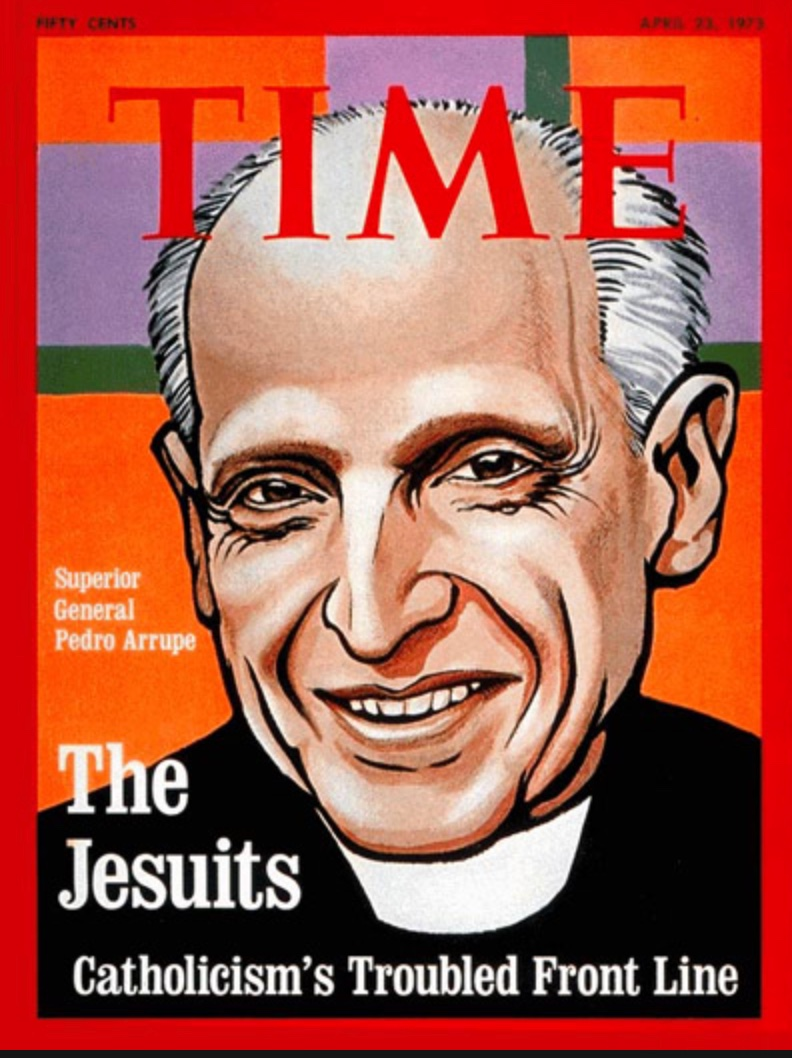 FIFTY CENTS
APRIL 23, 1973
TIME
Superior
General
Pedro Arrupe
The
Jesuits
Catholicism's Troubled Front Line